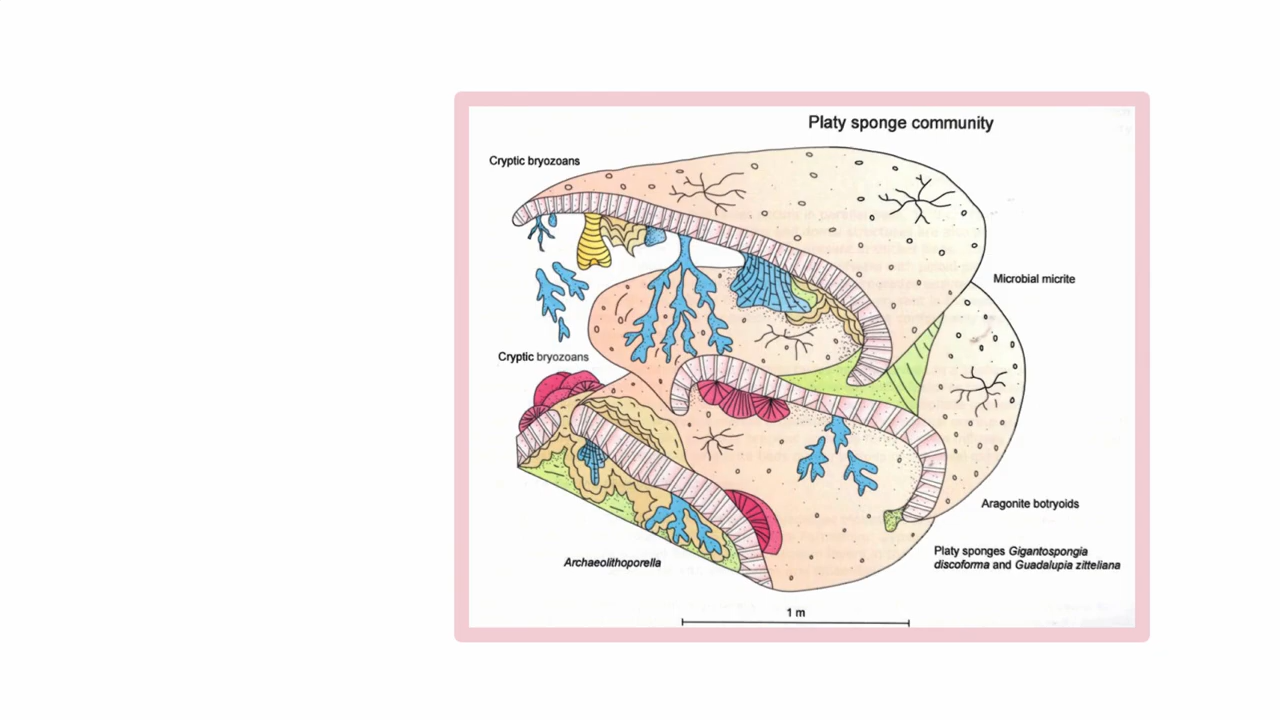 Platy sponge community
Cryptic bryozoans
Microbial micrite
Cryptic bryozoans
Aragonite botryoids
Platy sponges Gigantospongia
discoforma and Guadalupia zitteliana
Archaeolithoporella
1 m